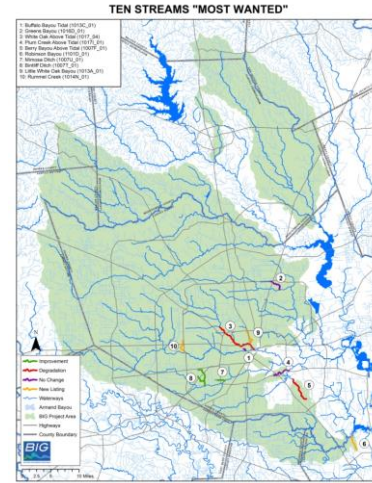 TEN STREAMS "MOST WANTED"
1: Buffalo Bayou Tidal (1013C_01)
2: Greens Bayou (1016D_01)
3: White Oak Above Tidal (1017_04)
4: Plum Creek Above Tidal (1017I_01)
5: Berry Bayou Above Tidal (1007F_01)
6: Robinson Bayou (1101D_01)
7: Mimosa Ditch (1007U_01)
8: Bintliff Ditch (1007T_01)
9: Little White Oak Bayou (1013A_01)
10: Rummel Creek (1014N_01)
2
3
9
10
1
4
8
7
5
6
N
Improvement
Degradation
No Change
New Listing
Waterways
Armand Bayou
BIG Project Area
Highways
County Boundary
BIG
10 Miles